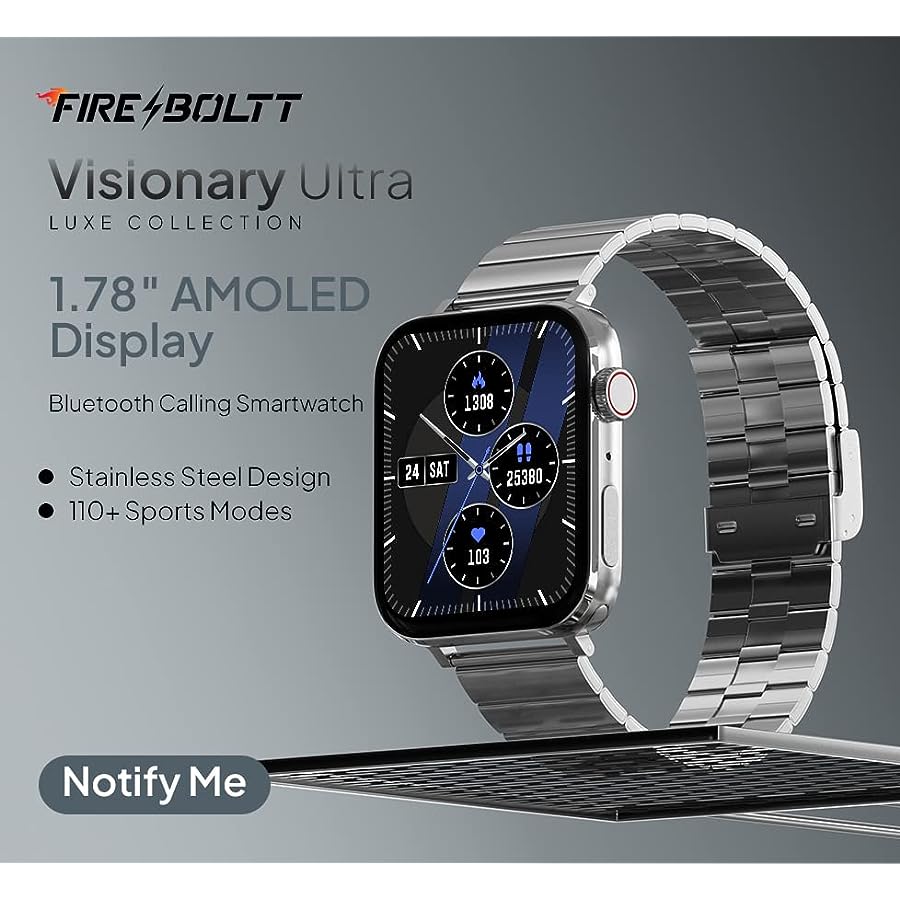 FIRE BOLTT
Visionary Ultra
LUXE COLLECTION
1.78" AMOLED
Display
Bluetooth Calling Smartwatch
● Stainless Steel Design
● 110+ Sports Modes
1308
24 SAT
25380
103
Notify Me